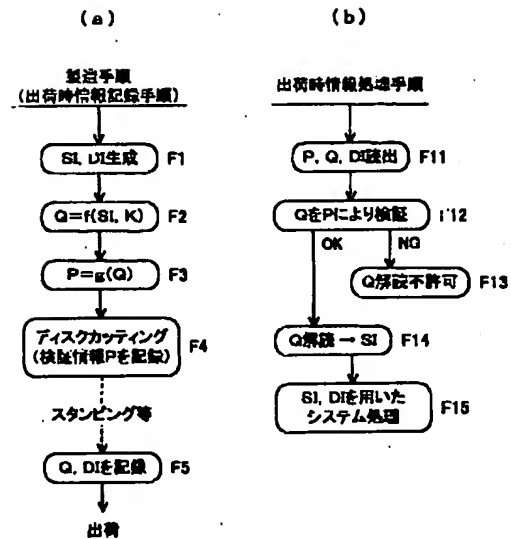 (a)
製造手順
(出荷時情報記録手順)
SI, DI生成
F1
Q=f(SI, K)
F2
P=g(Q)
F3
ディスクカッティング
(検証情報Pを記録)
F4
スタンピング等
Q, DIを記録
F5
出荷
(b)
出荷時情報処理手順
P, Q, DI読出
F11
QをPにより検証
F12
OK
NG
Q解読不許可
F13
Q解読 → SI
F14
SI, DIを用いた
システム処理
F15